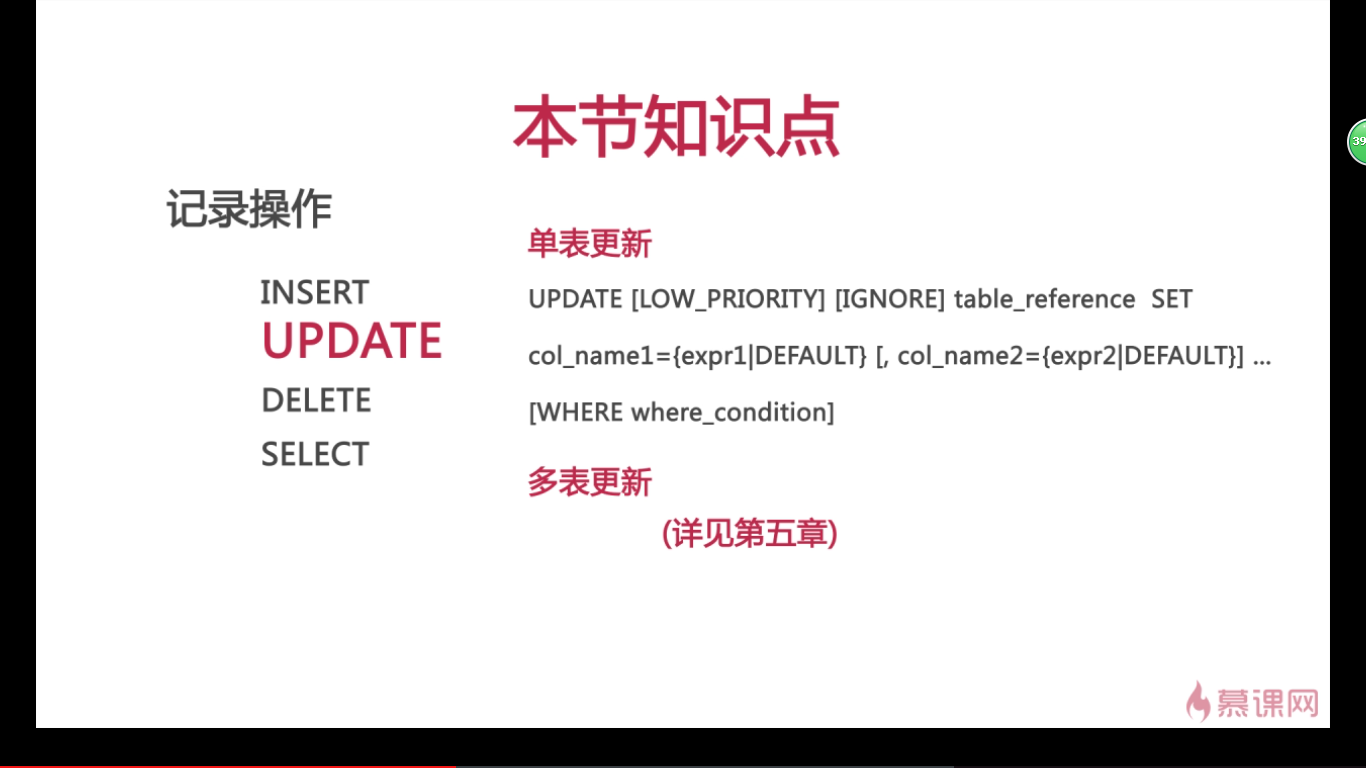 本节知识点
记录操作
INSERT
UPDATE
DELETE
SELECT
单表更新
UPDATE [LOW_PRIORITY] [IGNORE] table_reference SET
col_name1={expr1|DEFAULT} [, col_name2={expr2|DEFAULT}] ...
[WHERE where_condition]
多表更新
(详见第五章)
慕课网
39